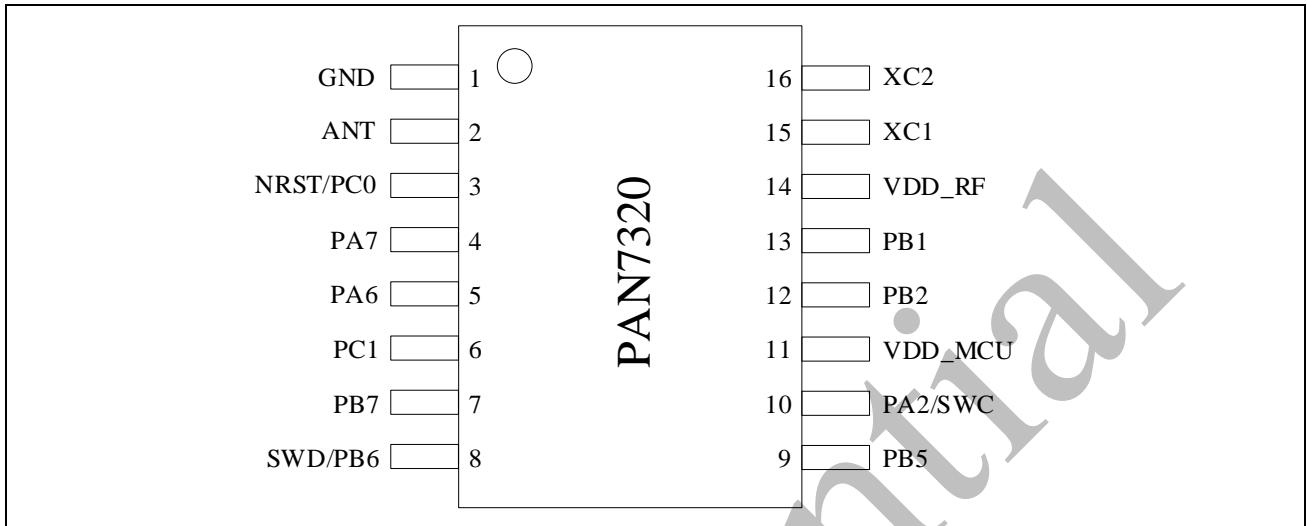 GND 1 16 XC2
ANT 2 15 XC1
NRST/PC0 3 14 VDD_RF
PA7 4 13 PB1
PA6 5 12 PB2
PC1 6 11 VDD_MCU
PB7 7 10 PA2/SWC
SWD/PB6 8 9 PB5
PAN7320
ntial